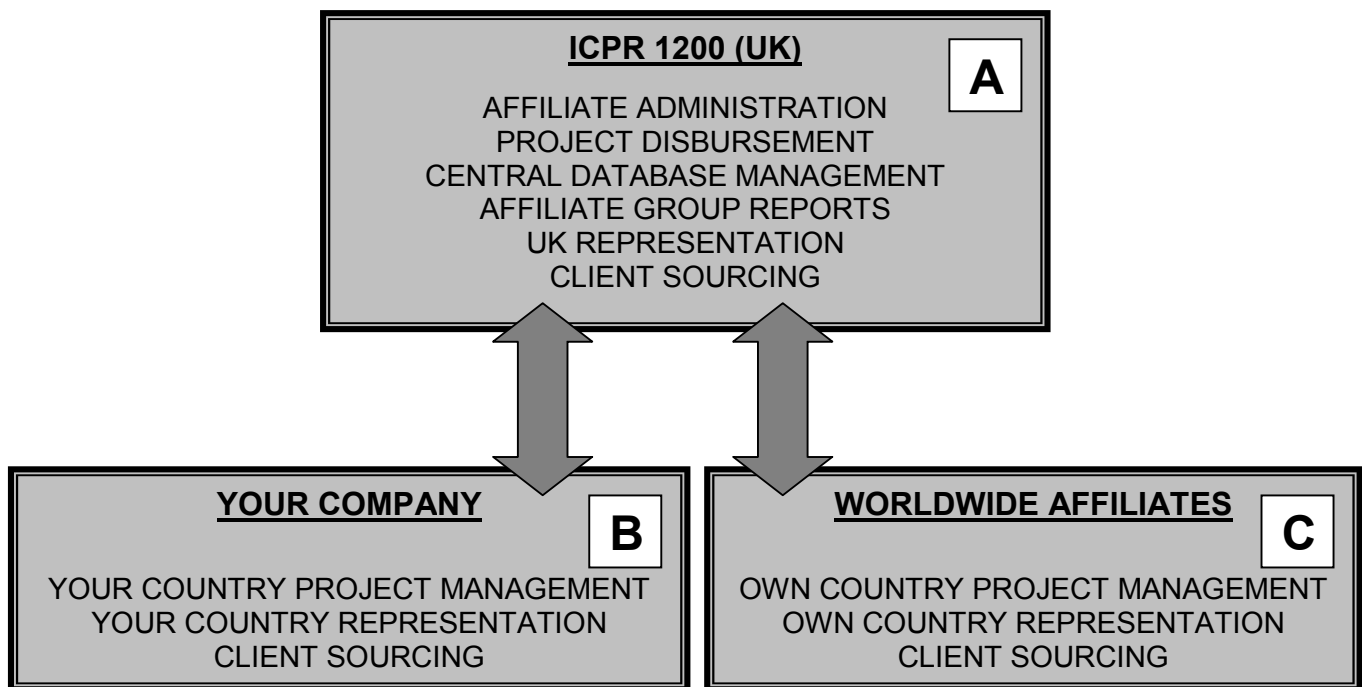 ICPR 1200 (UK)
A
AFFILIATE ADMINISTRATION
PROJECT DISBURSEMENT
CENTRAL DATABASE MANAGEMENT
AFFILIATE GROUP REPORTS
UK REPRESENTATION
CLIENT SOURCING
YOUR COMPANY
B
YOUR COUNTRY PROJECT MANAGEMENT
YOUR COUNTRY REPRESENTATION
CLIENT SOURCING
WORLDWIDE AFFILIATES
C
OWN COUNTRY PROJECT MANAGEMENT
OWN COUNTRY REPRESENTATION
CLIENT SOURCING